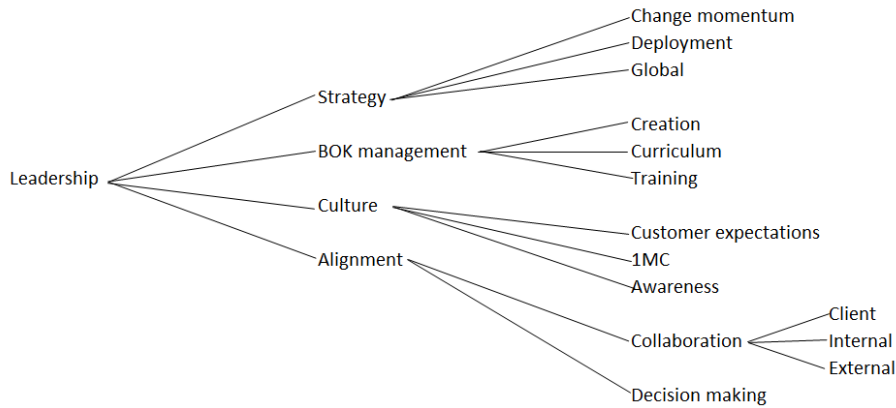 Change momentum
Deployment
Global
Strategy
Creation
BOK management
Curriculum
Leadership
Training
Culture
Customer expectations
Alignment
1MC
Awareness
Client
Collaboration
Internal
External
Decision making